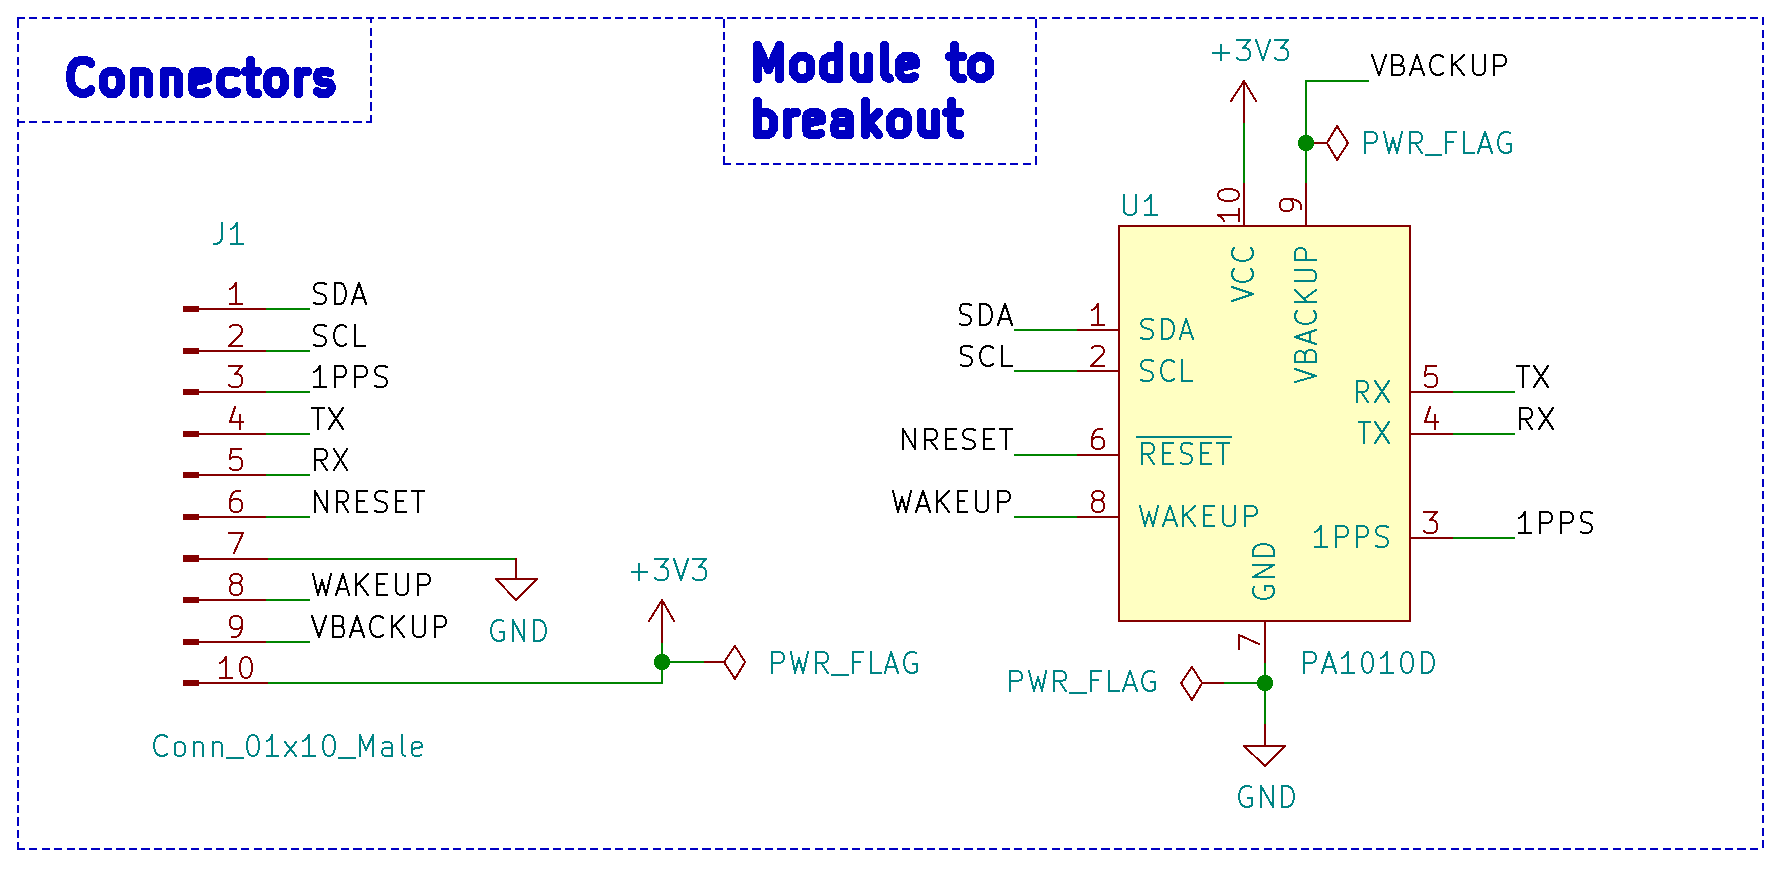 Connectors
Module to
breakout
J1
1 SDA
2 SCL
3 1PPS
4 TX
5 RX
6 NRESET
7
8 WAKEUP
9 VBACKUP
10
GND
+3V3
PWR_FLAG
Conn_01x10_Male
+3V3
VBACKUP
PWR_FLAG
U1
10
9
VCC
VBACKUP
SDA 1 SDA
SCL 2 SCL
NRESET 6 RESET
WAKEUP 8 WAKEUP
RX 5 TX
TX 4 RX
1PPS 3 1PPS
GND
7
PA1010D
PWR_FLAG
GND